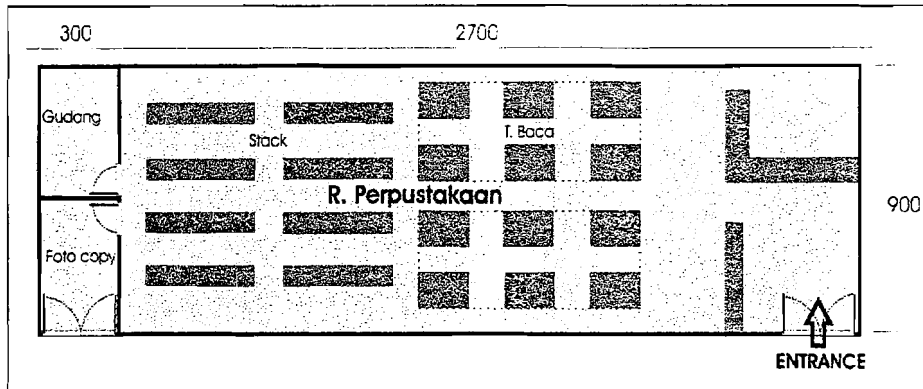 300
2700
Gudang
Stack
T. Baca
R. Perpustakaan
900
Foto copy
ENTRANCE